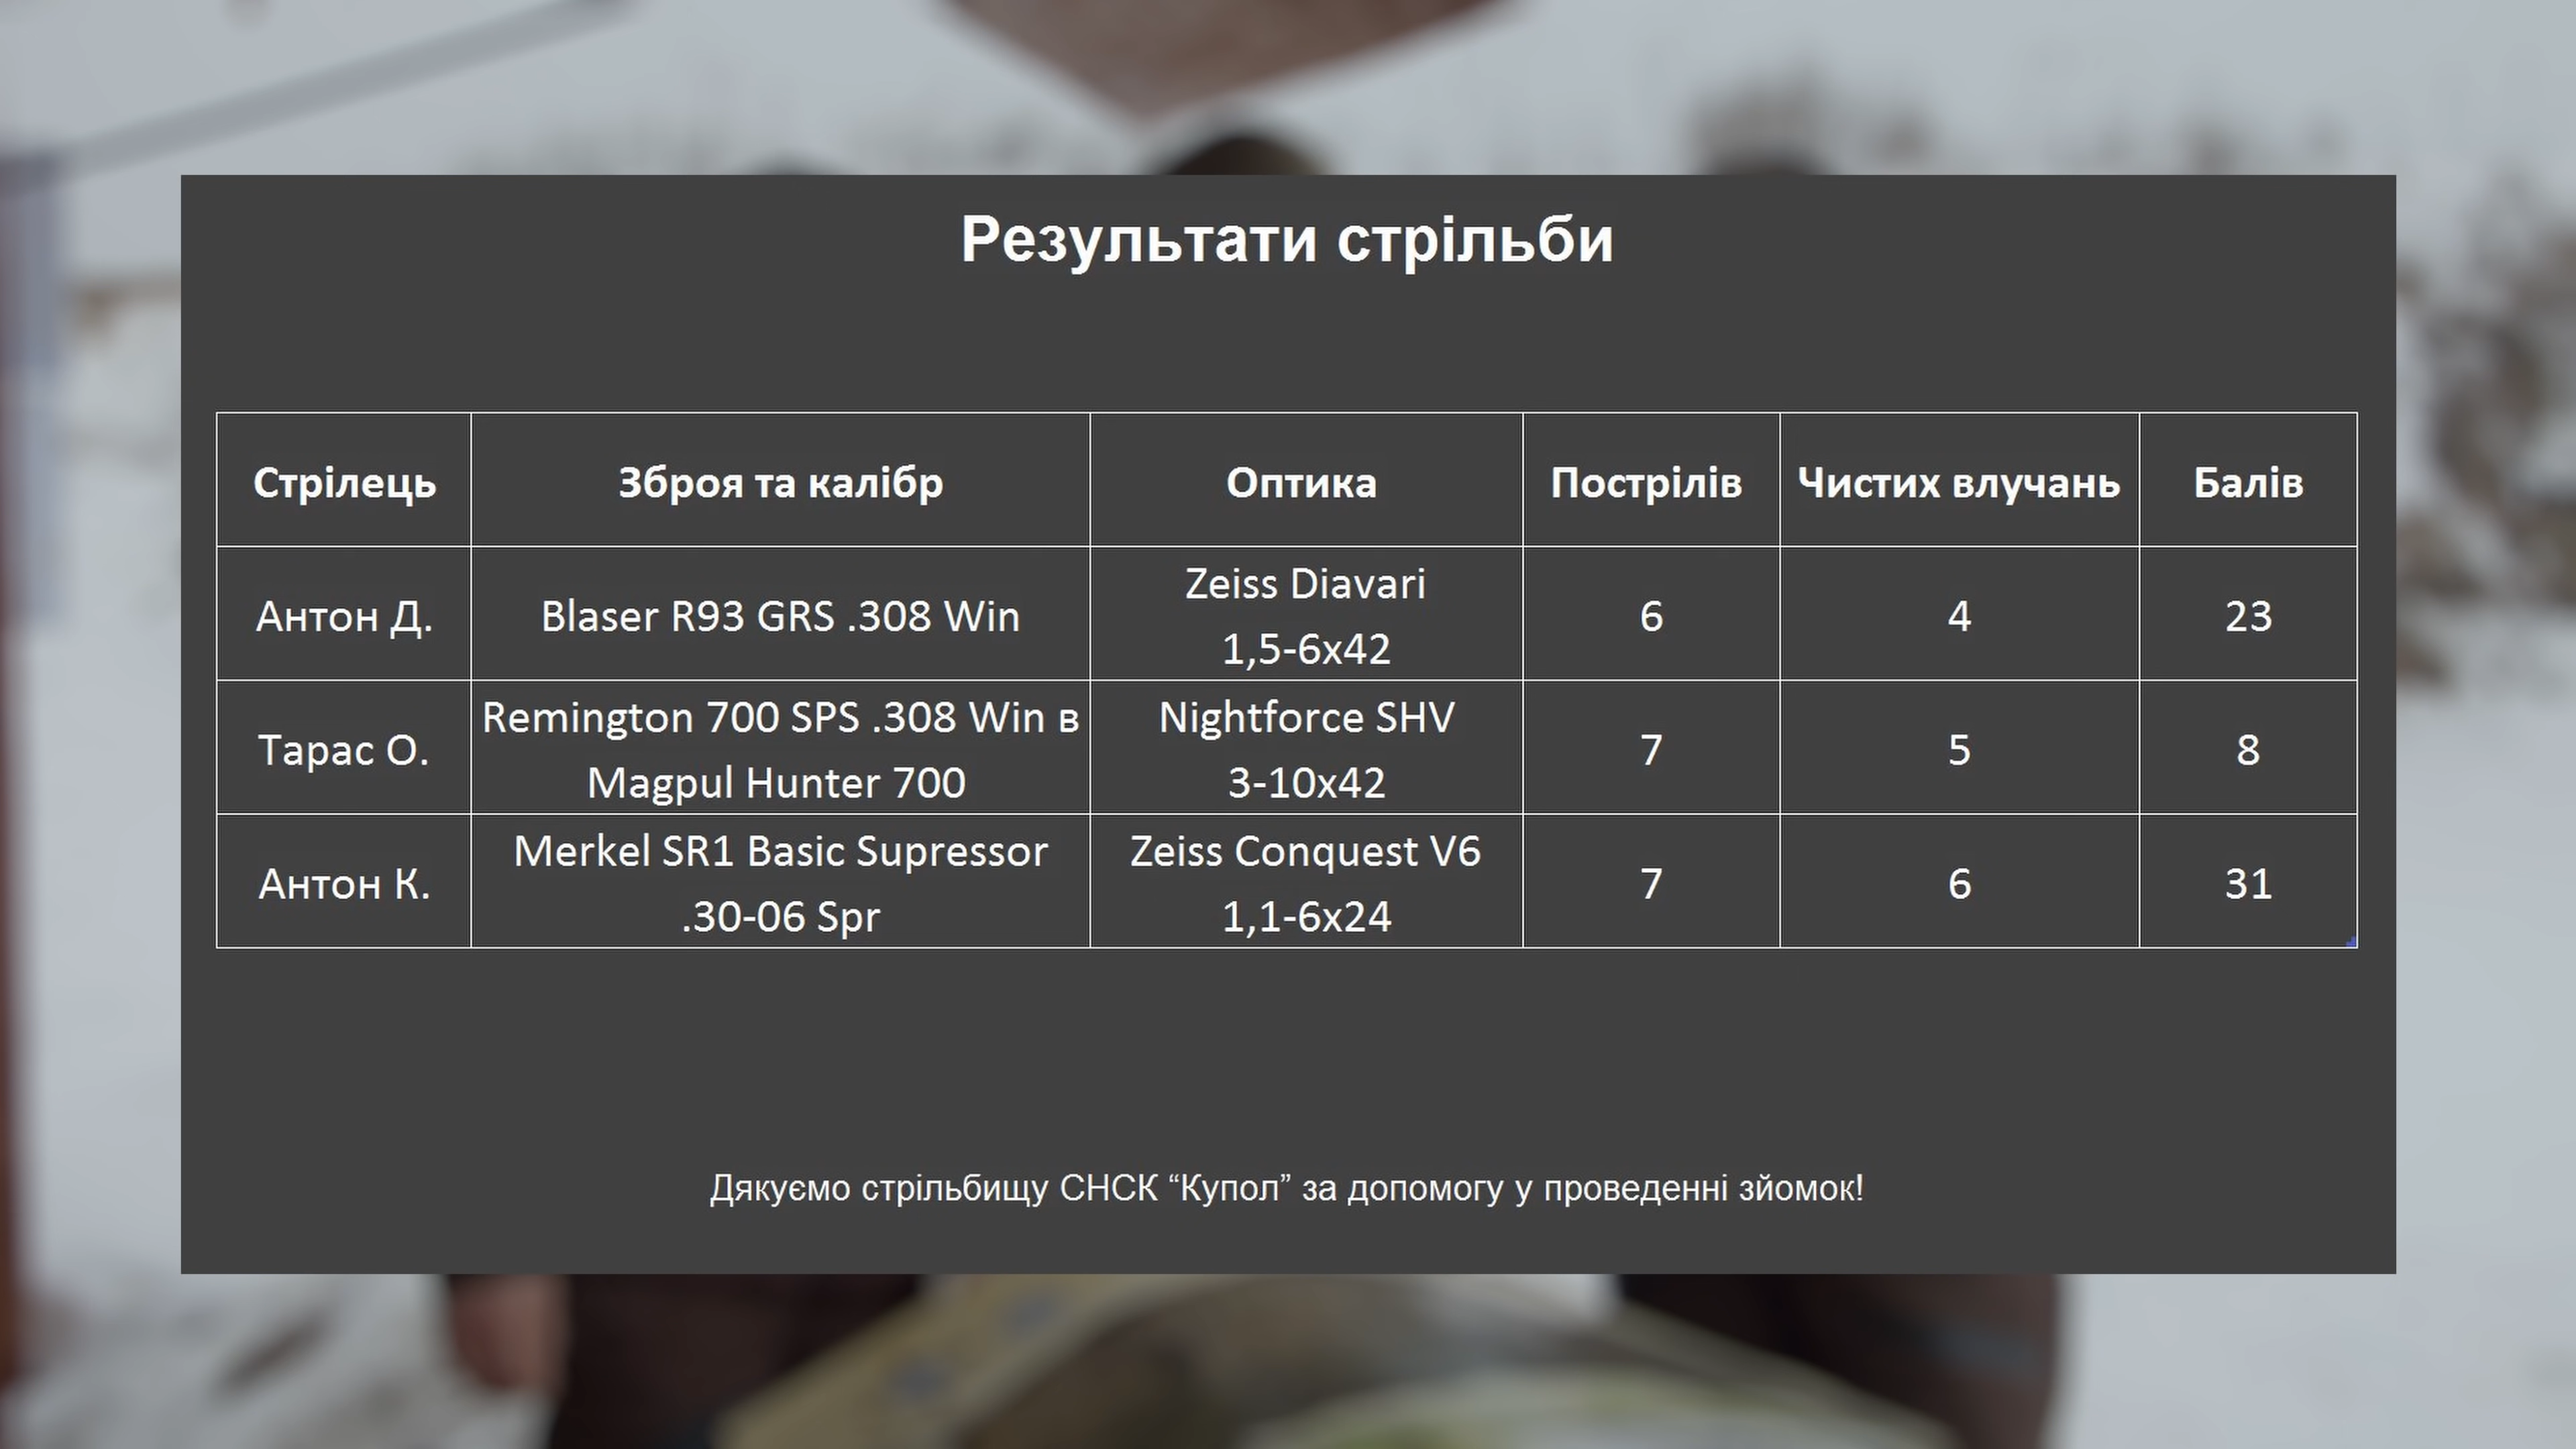 Результати стрільби
Стрілець Зброя та калібр Оптика Пострілів Чистих влучань Балів
Антон Д. Blaser R93 GRS .308 Win Zeiss Diavari 1,5-6x42 6 4 23
Тарас О. Remington 700 SPS .308 Win в Magpul Hunter 700 Nightforce SHV 3-10x42 7 5 8
Антон К. Merkel SR1 Basic Supressor .30-06 Spr Zeiss Conquest V6 1,1-6x24 7 6 31
Дякуємо стрільбищу СНСК “Купол” за допомогу у проведенні зйомок!